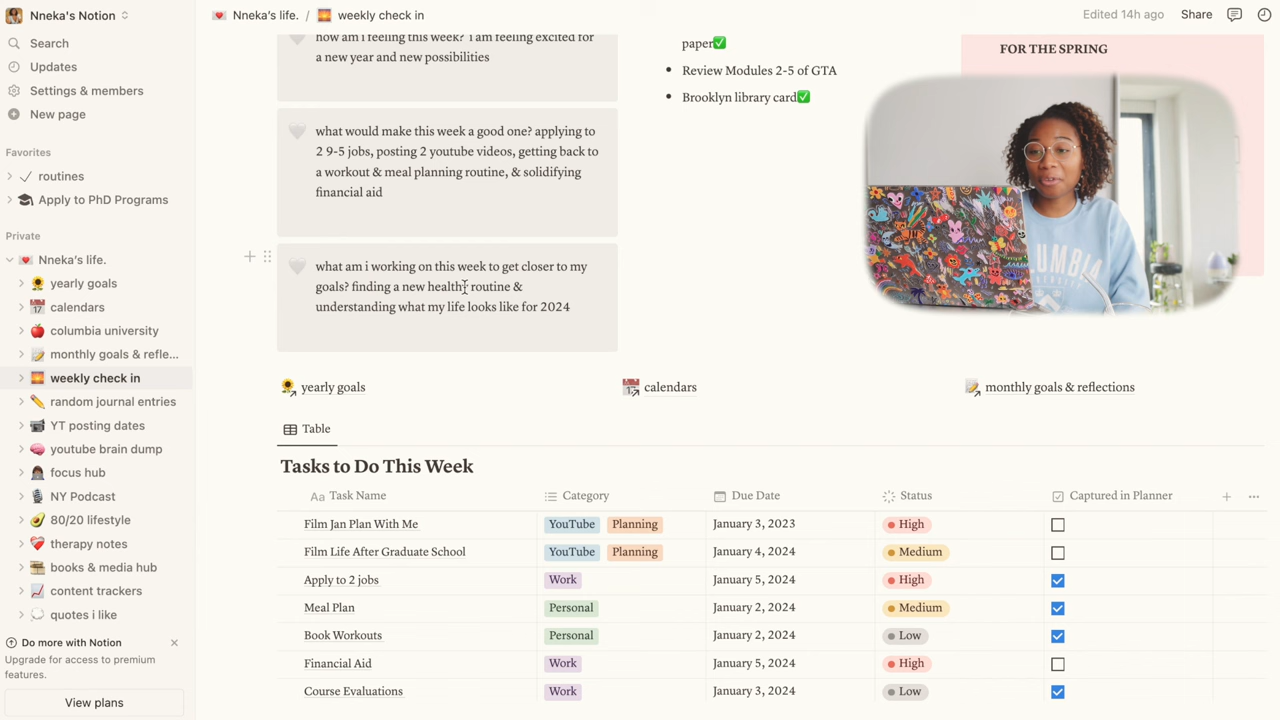 Nneka's Notion
Search
Updates
Settings & members
New page
Favorites
routines
Apply to PhD Programs
Private
Nneka's life.
yearly goals
calendars
columbia university
monthly goals & refle...
weekly check in
random journal entries
YT posting dates
youtube brain dump
focus hub
NY Podcast
80/20 lifestyle
therapy notes
books & media hub
content trackers
quotes i like
Do more with Notion
Upgrade for access to premium
features.
View plans
Nneka's life. / weekly check in
Edited 14h ago Share
how am i feeling this week? I am feeling excited for
a new year and new possibilities
what would make this week a good one? applying to
2 9-5 jobs, posting 2 youtube videos, getting back to
a workout & meal planning routine, & solidifying
financial aid
what am i working on this week to get closer to my
goals? finding a new health routine &
understanding what my life looks like for 2024
paper✅
• Review Modules 2-5 of GTA
• Brooklyn library card✅
FOR THE SPRING
yearly goals calendars monthly goals & reflections
Table
Tasks to Do This Week
Aa Task Name Category Due Date Status Captured in Planner
Film Jan Plan With Me YouTube Planning January 3, 2023 High
Film Life After Graduate School YouTube Planning January 4, 2024 Medium
Apply to 2 jobs Work January 5, 2024 High
Meal Plan Personal January 2, 2024 Medium
Book Workouts Personal January 2, 2024 Low
Financial Aid Work January 5, 2024 High
Course Evaluations Work January 3, 2024 Low